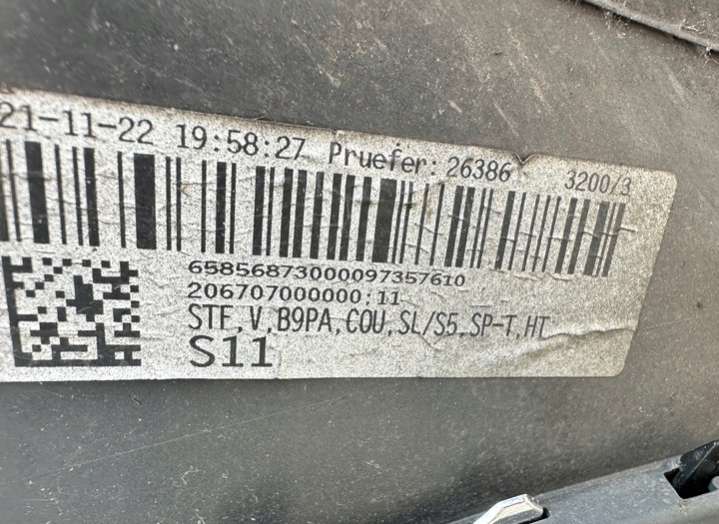 21-11-22 19:58:27 Pruefer: 26386 3200/3
65856873000097357610
206707000000:11
STF,V,B9PA,COU,SL/S5,SP-T,HT
S11